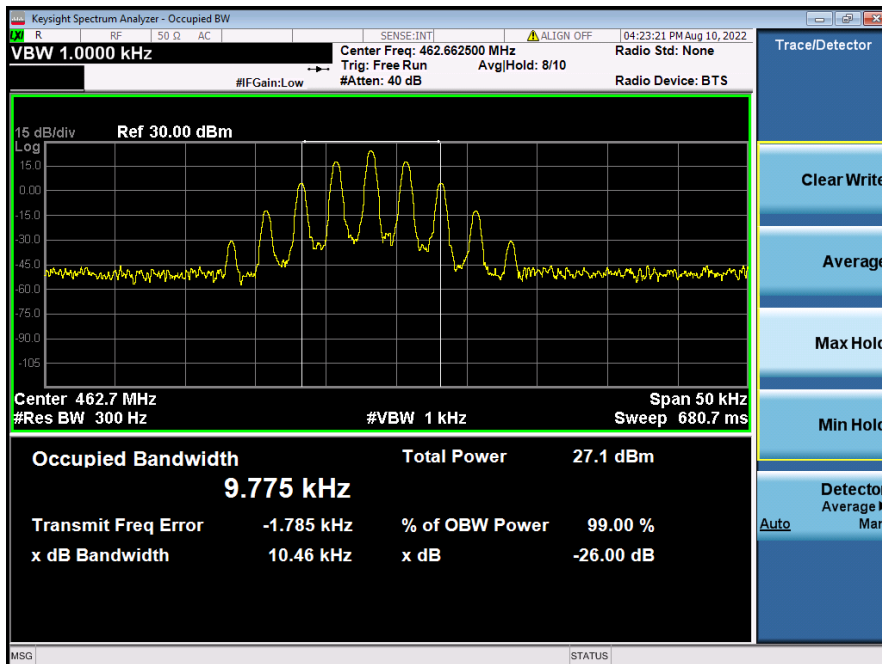 Keysight Spectrum Analyzer - Occupied BW
LXI R RF 50 Ω AC SENSE:INT ALIGN OFF 04:23:21 PM Aug 10, 2022
VBW 1.0000 kHz
Center Freq: 462.662500 MHz Radio Std: None
Trig: Free Run Avg|Hold: 8/10
#IFGain:Low #Atten: 40 dB Radio Device: BTS
15 dB/div Ref 30.00 dBm
Log
15.0
0.00
-15.0
-30.0
-45.0
-60.0
-75.0
-90.0
-105
Center 462.7 MHz Span 50 kHz
#Res BW 300 Hz #VBW 1 kHz Sweep 680.7 ms
Occupied Bandwidth Total Power 27.1 dBm
9.775 kHz
Transmit Freq Error -1.785 kHz % of OBW Power 99.00 %
x dB Bandwidth 10.46 kHz x dB -26.00 dB
MSG STATUS
Trace/Detector
Clear Write
Average
Max Hold
Min Hold
Detector
Average
Auto Man